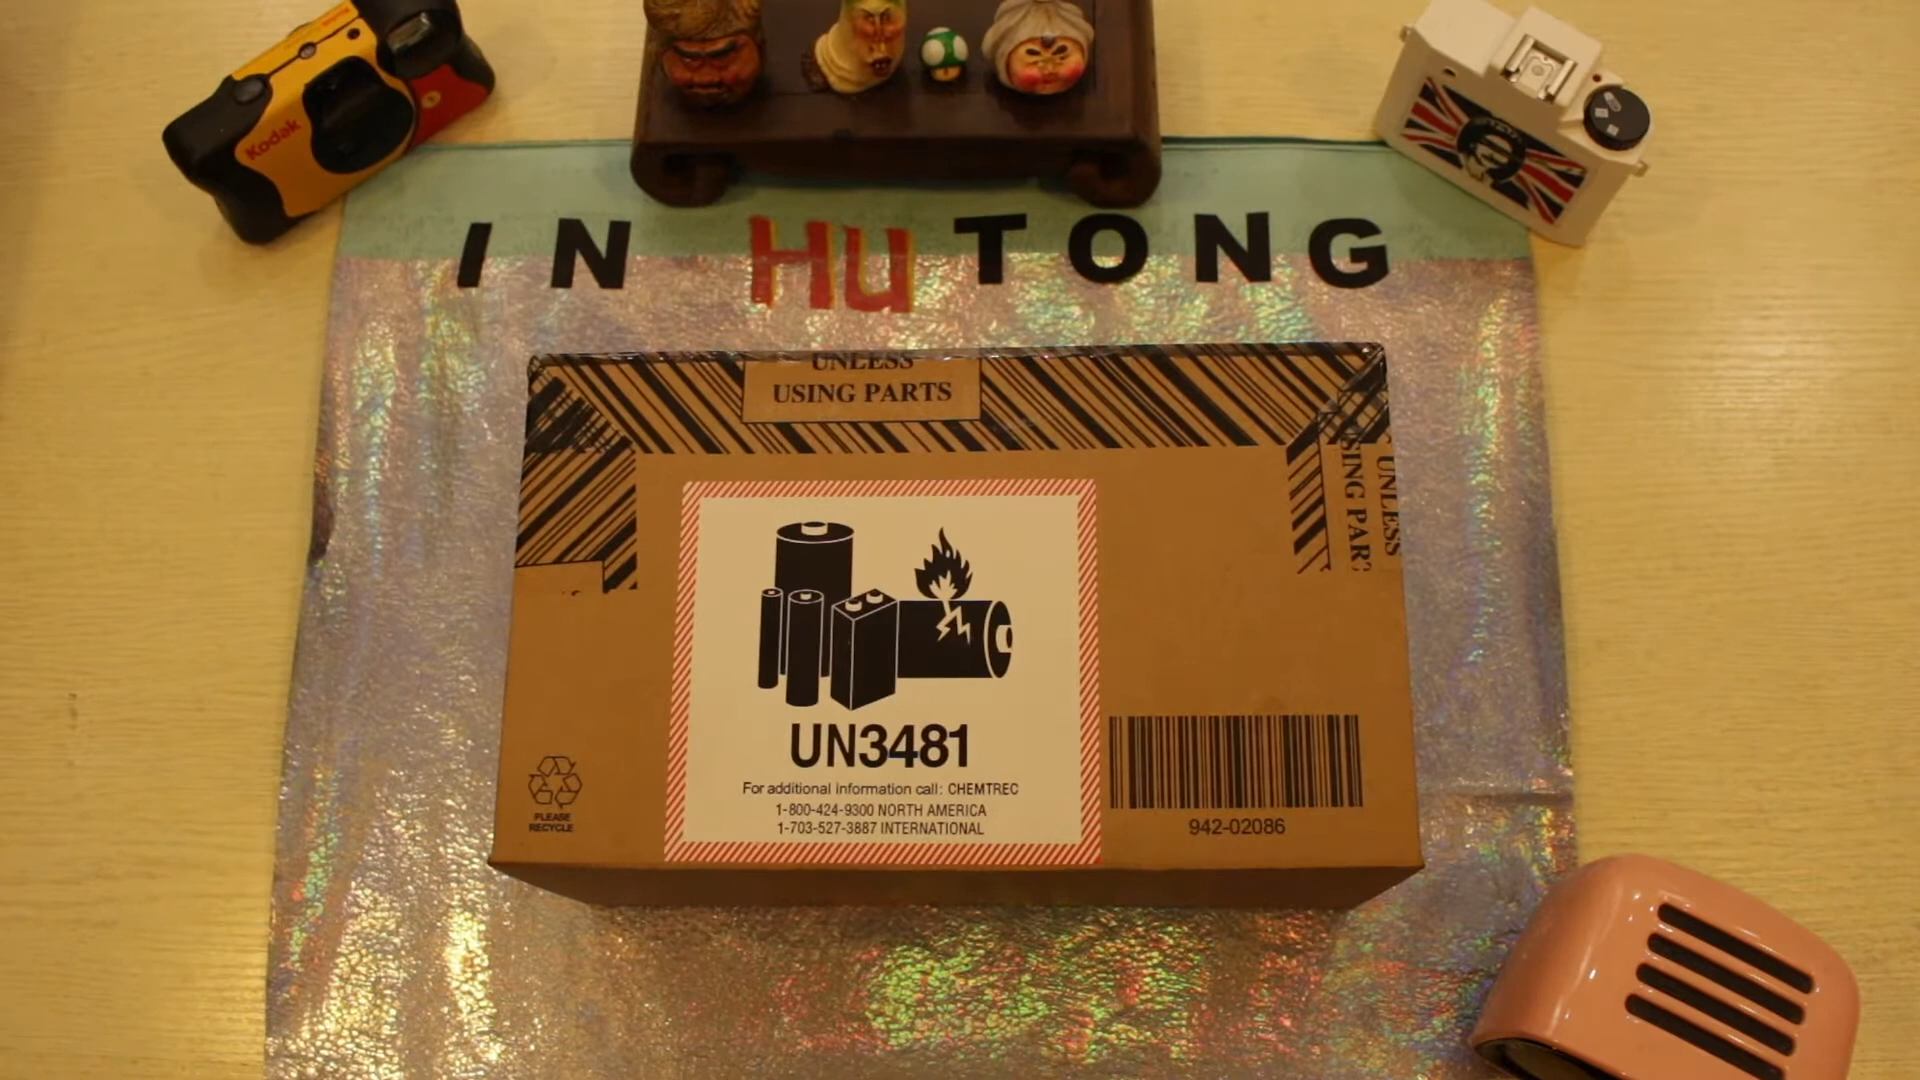 Kodak
IN HUTONG
UNLESS
USING PARTS
UNLESS
USING PAR
UN3481
For additional information call: CHEMTREC
1-800-424-9300 NORTH AMERICA
1-703-527-3887 INTERNATIONAL
PLEASE
RECYCLE
942-02086